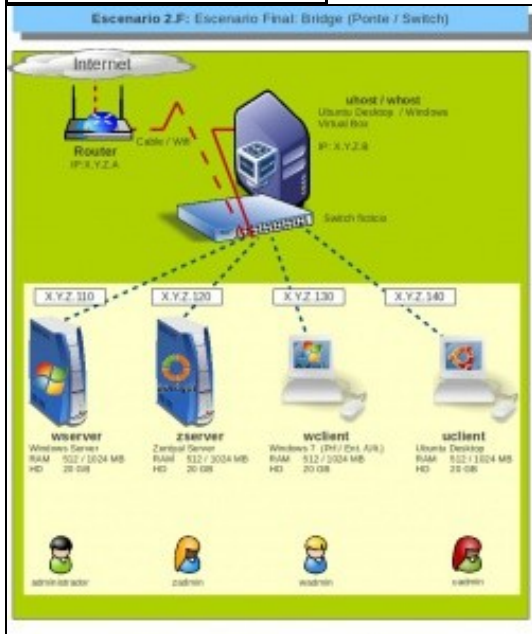 Escenario 2.F: Escenario Final: Bridge (Ponte / Switch)
Internet
Router
IP:X.Y.Z.A
Cable / Wifi
uhost / whost
Ubuntu Desktop / Windows
Virtual Box
IP: X.Y.Z.B
Switch ficticio
X.Y.Z.110
X.Y.Z.120
X.Y.Z.130
X.Y.Z.140
wserver
Windows Server
RAM 512 / 1024 MB
HD 20 GB
zserver
Zentyal Server
RAM 512 / 1024 MB
HD 20 GB
wclient
Windows 7 (Prf / Ent. /Ult.)
RAM 512 / 1024 MB
HD 20 GB
uclient
Ubuntu Desktop
RAM 512 / 1024 MB
HD 20 GB
administrador
zadmin
wadmin
uadmin